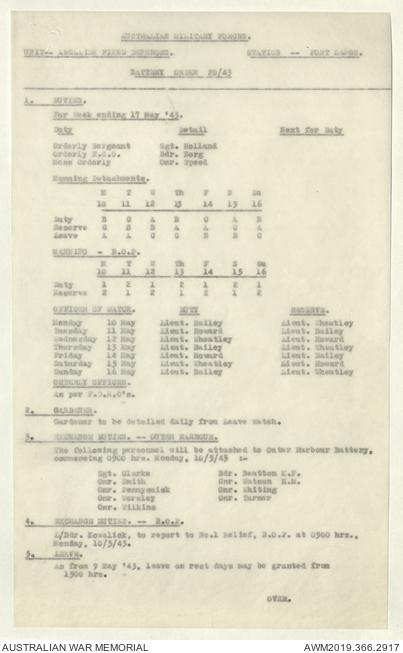 AUSTRALIAN MILITARY FORCES.
UNIT-- ADELAIDE FIXED DEFENCES. STATION -- FORT LARGS.
BATTERY ORDER 20/43
1. DUTIES.
For Week ending 17 May '43.
Duty Detail Next for Duty
Orderly Sergeant Sgt. Holland
Orderly N.C.O. Bdr. Berg
Mess Orderly Gnr. Speed
Manning Detachments.
M T W Th F S Su
10 11 12 13 14 15 16
Duty B C A B C A B
Reserve C B B A A C A
Leave A A C C B B C
MANNING - B.O.P.
M T W Th F S Su
10 11 12 13 14 15 16
Duty 1 2 1 2 1 2 1
Reserve 2 1 2 1 2 1 2
OFFICER OF WATCH. DUTY RESERVE.
Monday 10 May Lieut. Bailey Lieut. Wheatley
Tuesday 11 May Lieut. Howard Lieut. Bailey
Wednesday 12 May Lieut. Wheatley Lieut. Howard
Thursday 13 May Lieut. Bailey Lieut. Wheatley
Friday 14 May Lieut. Howard Lieut. Bailey
Saturday 15 May Lieut. Wheatley Lieut. Howard
Sunday 16 May Lieut. Bailey Lieut. Wheatley
ORDERLY OFFICER.
As per
2. GARDENER.
Gardener to be detailed daily from Leave Watch.
3. EXCHANGE DUTIES. -- OUTER HARBOUR.
The following personnel will be attached to Outer Harbour Battery,
commencing 0900 hrs. Monday, 10/5/43 :-
Sgt. Clarke Bdr. Beatton K.F.
Gnr. Smith Gnr. Watson
Gnr. Pennymuick Gnr. Whiting
Gnr. Worsley Gnr. Turner
Gnr. Wilkins
4. EXCHANGE DUTIES. -- B.O.P.
L/Bdr. Kowalick, to report to No.1 Relief, B.O.P. at 0900 hrs.,
Monday, 10/5/43.
5. LEAVE.
As from 9 May '43, leave on rest days may be granted from
1300 hrs.
OVER.
AUSTRALIAN WAR MEMORIAL AWM2019.366.2917